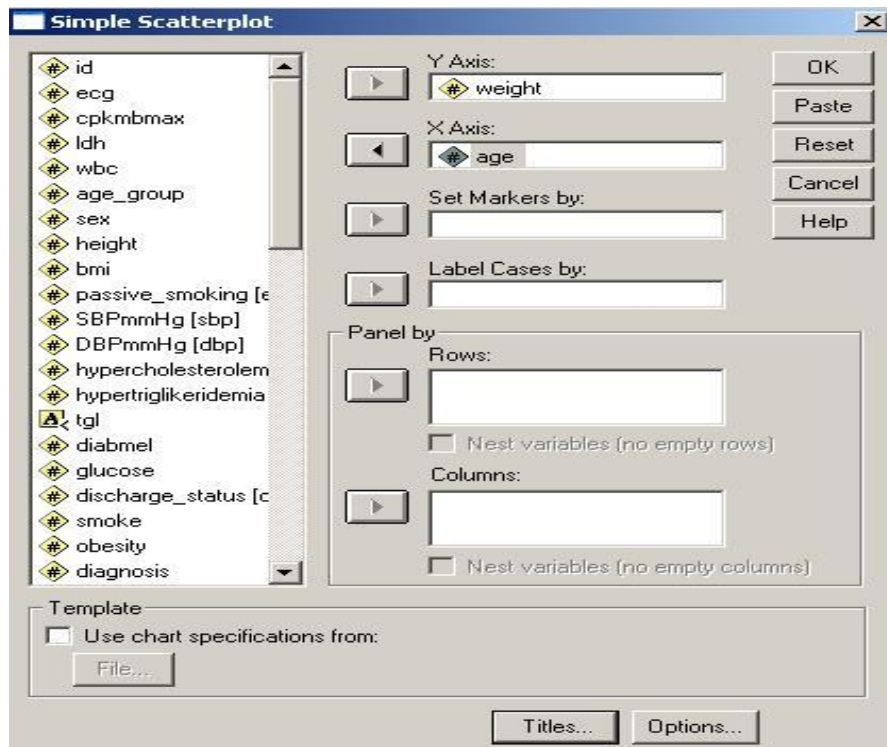 Simple Scatterplot
id
ecg
cpkmbmax
ldh
wbc
age_group
sex
height
bmi
passive_smoking [e
SBPmmHg [sbp]
DBPmmHg [dbp]
hypercholesterolem
hypertriglikeridemia
tgl
diabmel
glucose
discharge_status [c
smoke
obesity
diagnosis
Y Axis:
weight
X Axis:
age
Set Markers by:
Label Cases by:
Panel by
Rows:
Nest variables (no empty rows)
Columns:
Nest variables (no empty columns)
OK
Paste
Reset
Cancel
Help
Template
Use chart specifications from:
File...
Titles...
Options...